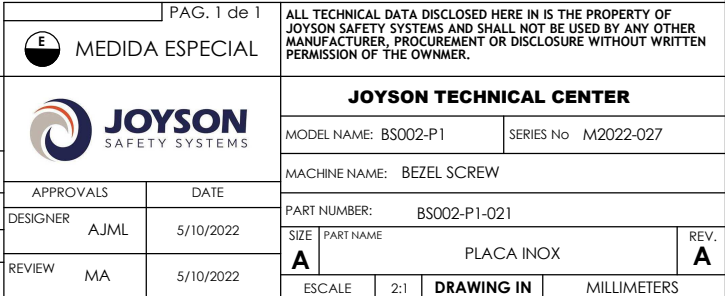 PAG. 1 de 1
E
MEDIDA ESPECIAL
ALL TECHNICAL DATA DISCLOSED HERE IN IS THE PROPERTY OF
JOYSON SAFETY SYSTEMS AND SHALL NOT BE USED BY ANY OTHER
MANUFACTURER, PROCUREMENT OR DISCLOSURE WITHOUT WRITTEN
PERMISSION OF THE OWNMER.
JOYSON
SAFETY SYSTEMS
JOYSON TECHNICAL CENTER
MODEL NAME: BS002-P1
SERIES No M2022-027
MACHINE NAME: BEZEL SCREW
APPROVALS DATE
DESIGNER AJML 5/10/2022
REVIEW MA 5/10/2022
PART NUMBER: BS002-P1-021
SIZE A
PART NAME PLACA INOX
REV. A
ESCALE 2:1 DRAWING IN MILLIMETERS